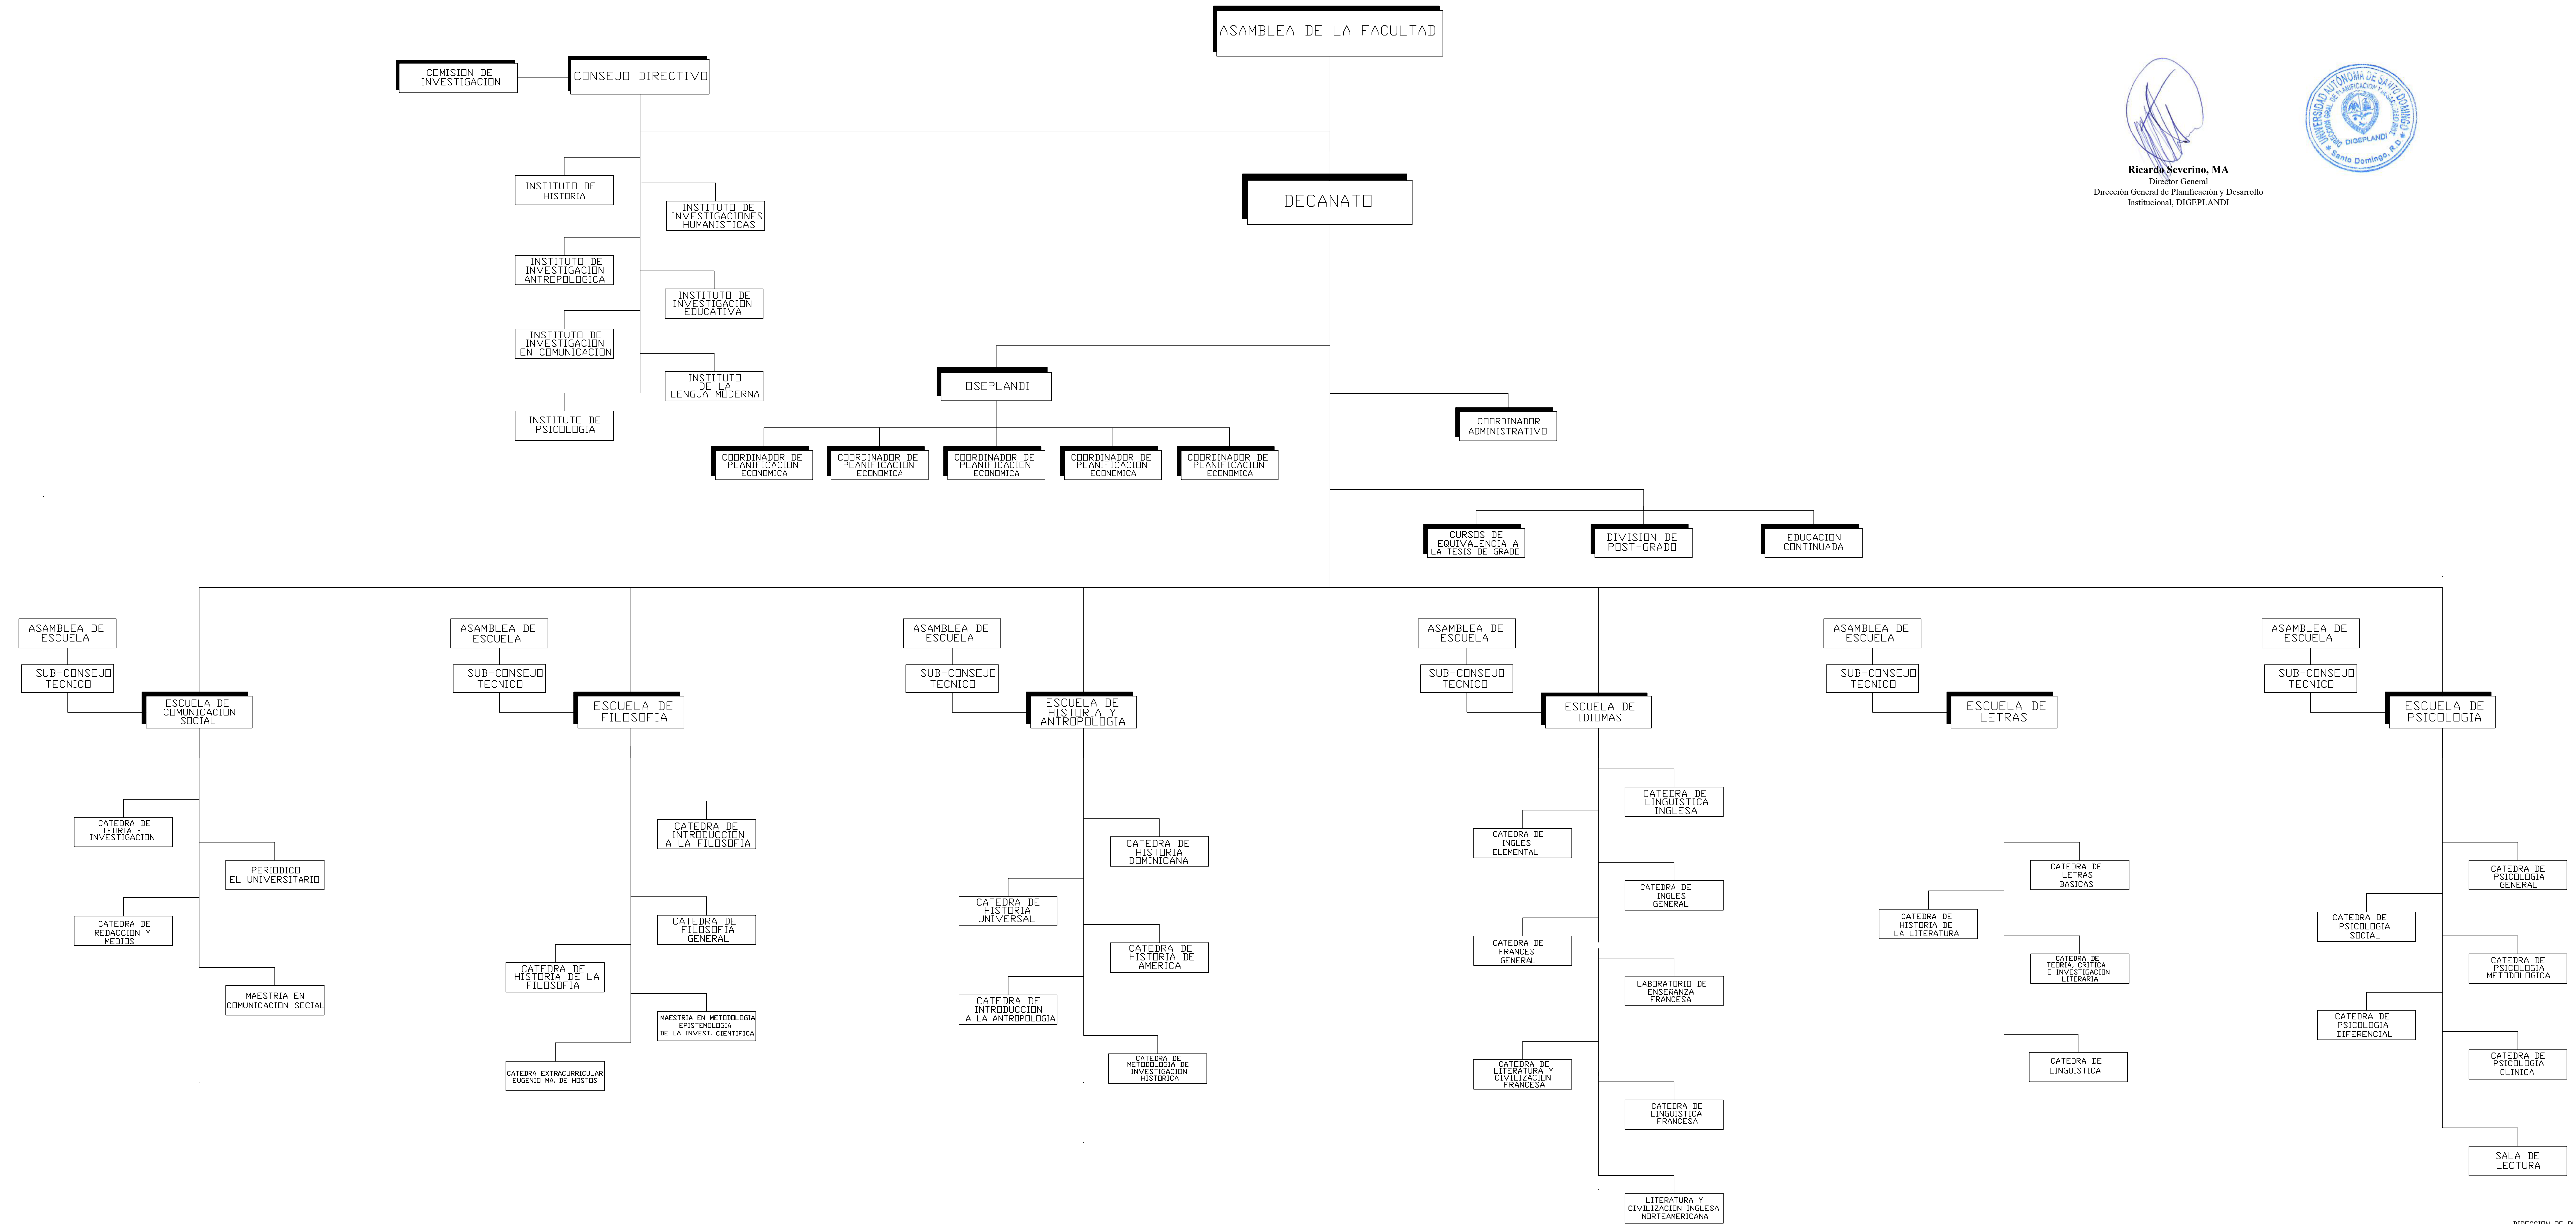 ASAMBLEA DE LA FACULTAD
COMISION DE
INVESTIGACION
CONSEJO DIRECTIVO
UNIVERSIDAD AUTÓNOMA DE SANTO DOMINGO
DIGEPLANDI
Santo Domingo, R.D.
Ricardo Severino, MA
Director General
Dirección General de Planificación y Desarrollo
Institucional, DIGEPLANDI
DECANATO
INSTITUTO DE
HISTORIA
INSTITUTO DE
INVESTIGACIONES
HUMANISTICAS
INSTITUTO DE
INVESTIGACION
ANTROPOLOGICA
INSTITUTO DE
INVESTIGACION
EDUCATIVA
INSTITUTO DE
INVESTIGACION
EN COMUNICACION
INSTITUTO
DE LA
LENGUA MODERNA
INSTITUTO DE
PSICOLOGIA
OSEPLANDI
COORDINADOR
ADMINISTRATIVO
COORDINADOR DE
PLANIFICACION
ECONOMICA
COORDINADOR DE
PLANIFICACION
ECONOMICA
COORDINADOR DE
PLANIFICACION
ECONOMICA
COORDINADOR DE
PLANIFICACION
ECONOMICA
COORDINADOR DE
PLANIFICACION
ECONOMICA
CURSOS DE
EQUIVALENCIA A
LA TESIS DE GRADO
DIVISION DE
POST-GRADO
EDUCACION
CONTINUADA
ASAMBLEA DE
ESCUELA
SUB-CONSEJO
TECNICO
ESCUELA DE
COMUNICACION
SOCIAL
CATEDRA DE
TEORIA E
INVESTIGACION
PERIODICO
EL UNIVERSITARIO
CATEDRA DE
REDACCION Y
MEDIOS
MAESTRIA EN
COMUNICACION SOCIAL
ASAMBLEA DE
ESCUELA
SUB-CONSEJO
TECNICO
ESCUELA DE
FILOSOFIA
CATEDRA DE
INTRODUCCION
A LA FILOSOFIA
CATEDRA DE
FILOSOFIA
GENERAL
CATEDRA DE
HISTORIA DE LA
FILOSOFIA
MAESTRIA EN METODOLOGIA
EPISTEMOLOGIA
DE LA INVEST. CIENTIFICA
CATEDRA EXTRACURRICULAR
EUGENIO MA. DE HOSTOS
ASAMBLEA DE
ESCUELA
SUB-CONSEJO
TECNICO
ESCUELA DE
HISTORIA Y
ANTROPOLOGIA
CATEDRA DE
HISTORIA
DOMINICANA
CATEDRA DE
HISTORIA
UNIVERSAL
CATEDRA DE
HISTORIA DE
AMERICA
CATEDRA DE
INTRODUCCION
A LA ANTROPOLOGIA
CATEDRA DE
METODOLOGIA DE
INVESTIGACION
HISTORICA
ASAMBLEA DE
ESCUELA
SUB-CONSEJO
TECNICO
ESCUELA DE
IDIOMAS
CATEDRA DE
LINGUISTICA
INGLESA
CATEDRA DE
INGLES
ELEMENTAL
CATEDRA DE
INGLES
GENERAL
CATEDRA DE
FRANCES
GENERAL
LABORATORIO DE
ENSEÑANZA
FRANCESA
CATEDRA DE
LITERATURA Y
CIVILIZACION
FRANCESA
CATEDRA DE
LINGUISTICA
FRANCESA
LITERATURA Y
CIVILIZACION INGLESA
NORTEAMERICANA
ASAMBLEA DE
ESCUELA
SUB-CONSEJO
TECNICO
ESCUELA DE
LETRAS
CATEDRA DE
LETRAS
BASICAS
CATEDRA DE
HISTORIA DE
LA LITERATURA
CATEDRA DE
TEORIA, CRITICA
E INVESTIGACION
LITERARIA
CATEDRA DE
LINGUISTICA
ASAMBLEA DE
ESCUELA
SUB-CONSEJO
TECNICO
ESCUELA DE
PSICOLOGIA
CATEDRA DE
PSICOLOGIA
GENERAL
CATEDRA DE
PSICOLOGIA
SOCIAL
CATEDRA DE
PSICOLOGIA
METODOLOGICA
CATEDRA DE
PSICOLOGIA
DIFERENCIAL
CATEDRA DE
PSICOLOGIA
CLINICA
SALA DE
LECTURA